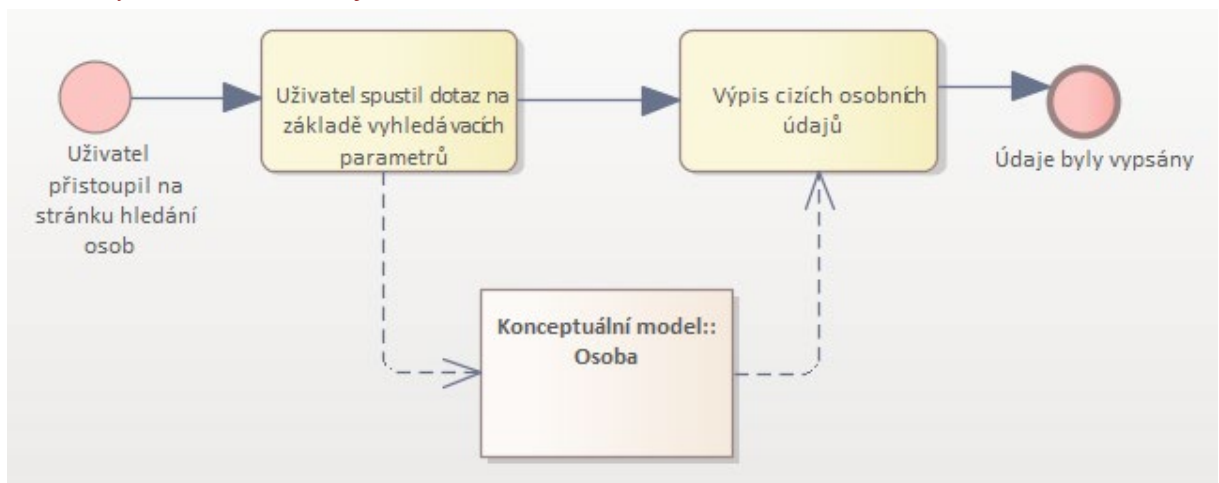 Uživatel
přistoupil na
stránku hledání
osob
Uživatel spustil dotaz na
základě vyhledávacích
parametrů
Výpis cizích osobních
údajů
Údaje byly vypsány
Konceptuální model::
Osoba